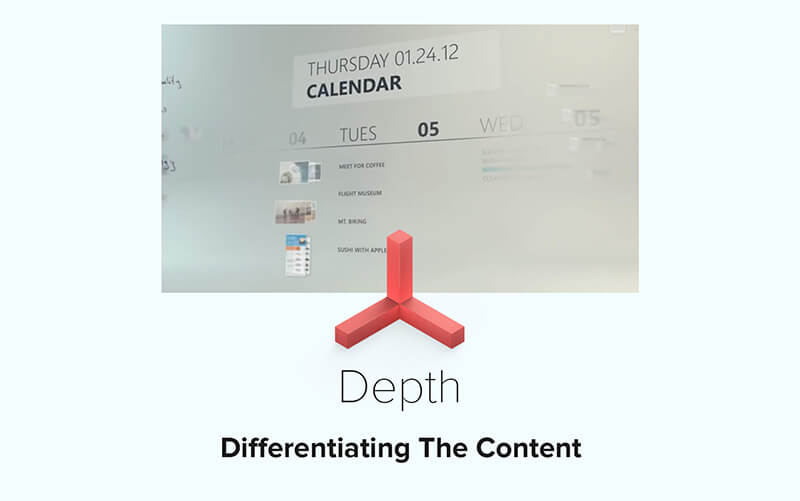 THURSDAY 01.24.12
CALENDAR
04 TUES 05 WED 05
MEET FOR COFFEE
FLIGHT MUSEUM
MT. BIKING
SUSHI WITH APPLE
Depth
Differentiating The Content